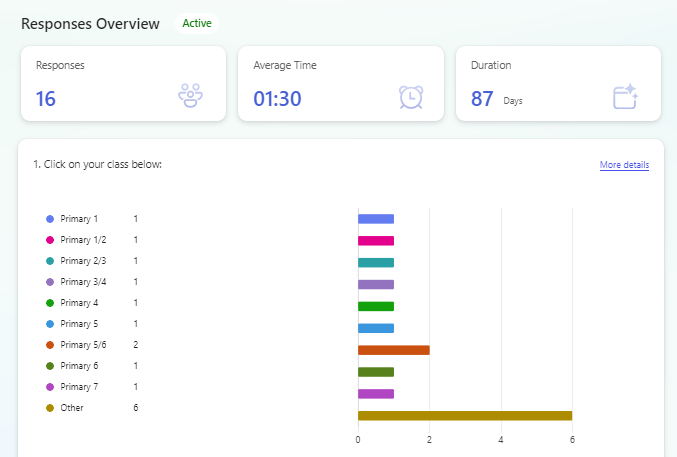 Responses Overview Active
Responses Average Time Duration
16 01:30 87 Days
1. Click on your class below: More details
Primary 1 1
Primary 1/2 1
Primary 2/3 1
Primary 3/4 1
Primary 4 1
Primary 5 1
Primary 5/6 2
Primary 6 1
Primary 7 1
Other 6
0 2 4 6